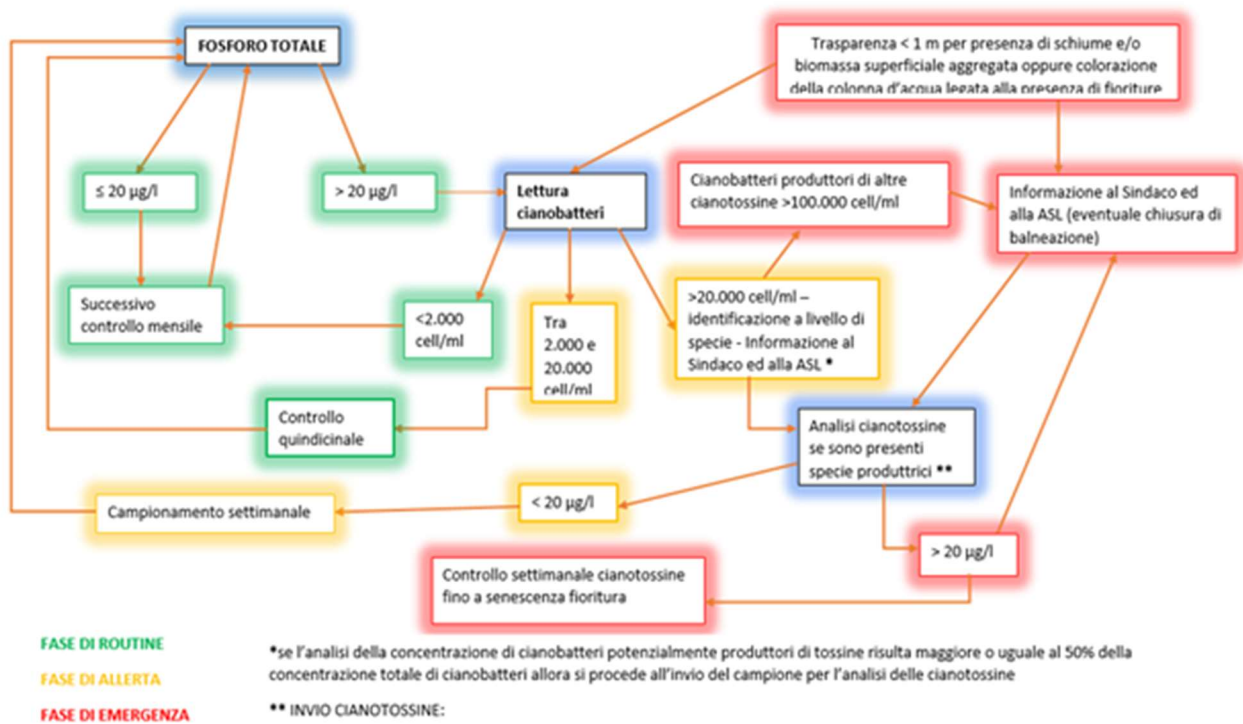 FOSFORO TOTALE
Trasparenza < 1 m per presenza di schiume e/o
biomassa superficiale aggregata oppure colorazione
della colonna d'acqua legata alla presenza di fioriture
≤ 20 µg/l
> 20 µg/l
Lettura
cianobatteri
Cianobatteri produttori di altre
cianotossine >100.000 cell/ml
Informazione al Sindaco ed
alla ASL (eventuale chiusura di
balneazione)
Successivo
controllo mensile
<2.000
cell/ml
Tra
2.000 e
20.000
cell/ml
>20.000 cell/ml –
identificazione a livello di
specie - Informazione al
Sindaco ed alla ASL *
Controllo
quindicinale
Analisi cianotossine
se sono presenti
specie produttrici **
Campionamento settimanale
< 20 µg/l
> 20 µg/l
Controllo settimanale cianotossine
fino a senescenza fioritura
FASE DI ROUTINE
FASE DI ALLERTA
FASE DI EMERGENZA
*se l'analisi della concentrazione di cianobatteri potenzialmente produttori di tossine risulta maggiore o uguale al 50% della
concentrazione totale di cianobatteri allora si procede all'invio del campione per l'analisi delle cianotossine
** INVIO CIANOTOSSINE: